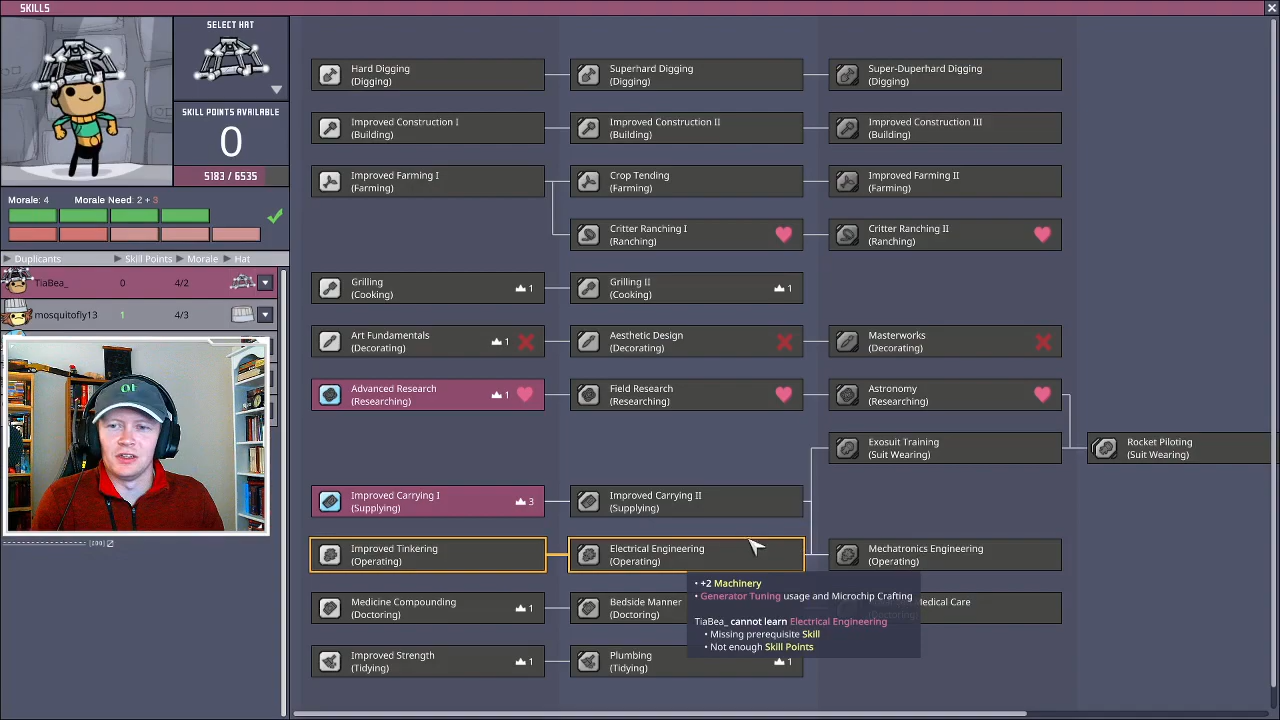 SKILLS
SELECT HAT
SKILL POINTS AVAILABLE
0
5183 / 6535
Morale: 4 Morale Need: 2 + 3
Duplicants Skill Points Morale Hat
TiaBea_ 0 4/2
mosquitofly13 1 4/3
Hard Digging
(Digging)
Superhard Digging
(Digging)
Super-Duperhard Digging
(Digging)
Improved Construction I
(Building)
Improved Construction II
(Building)
Improved Construction III
(Building)
Improved Farming I
(Farming)
Crop Tending
(Farming)
Improved Farming II
(Farming)
Critter Ranching I
(Ranching)
Critter Ranching II
(Ranching)
Grilling
(Cooking)
1
Grilling II
(Cooking)
1
Art Fundamentals
(Decorating)
1
Aesthetic Design
(Decorating)
Masterworks
(Decorating)
Advanced Research
(Researching)
1
Field Research
(Researching)
Astronomy
(Researching)
Exosuit Training
(Suit Wearing)
Rocket Piloting
(Suit Wearing)
Improved Carrying I
(Supplying)
3
Improved Carrying II
(Supplying)
Improved Tinkering
(Operating)
Electrical Engineering
(Operating)
Mechatronics Engineering
(Operating)
Medicine Compounding
(Doctoring)
1
Bedside Manner
(Doctoring)
Medical Care
Improved Strength
(Tidying)
1
Plumbing
(Tidying)
1
• +2 Machinery
• Generator Tuning usage and Microchip Crafting
TiaBea_ cannot learn Electrical Engineering
• Missing prerequisite Skill
• Not enough Skill Points